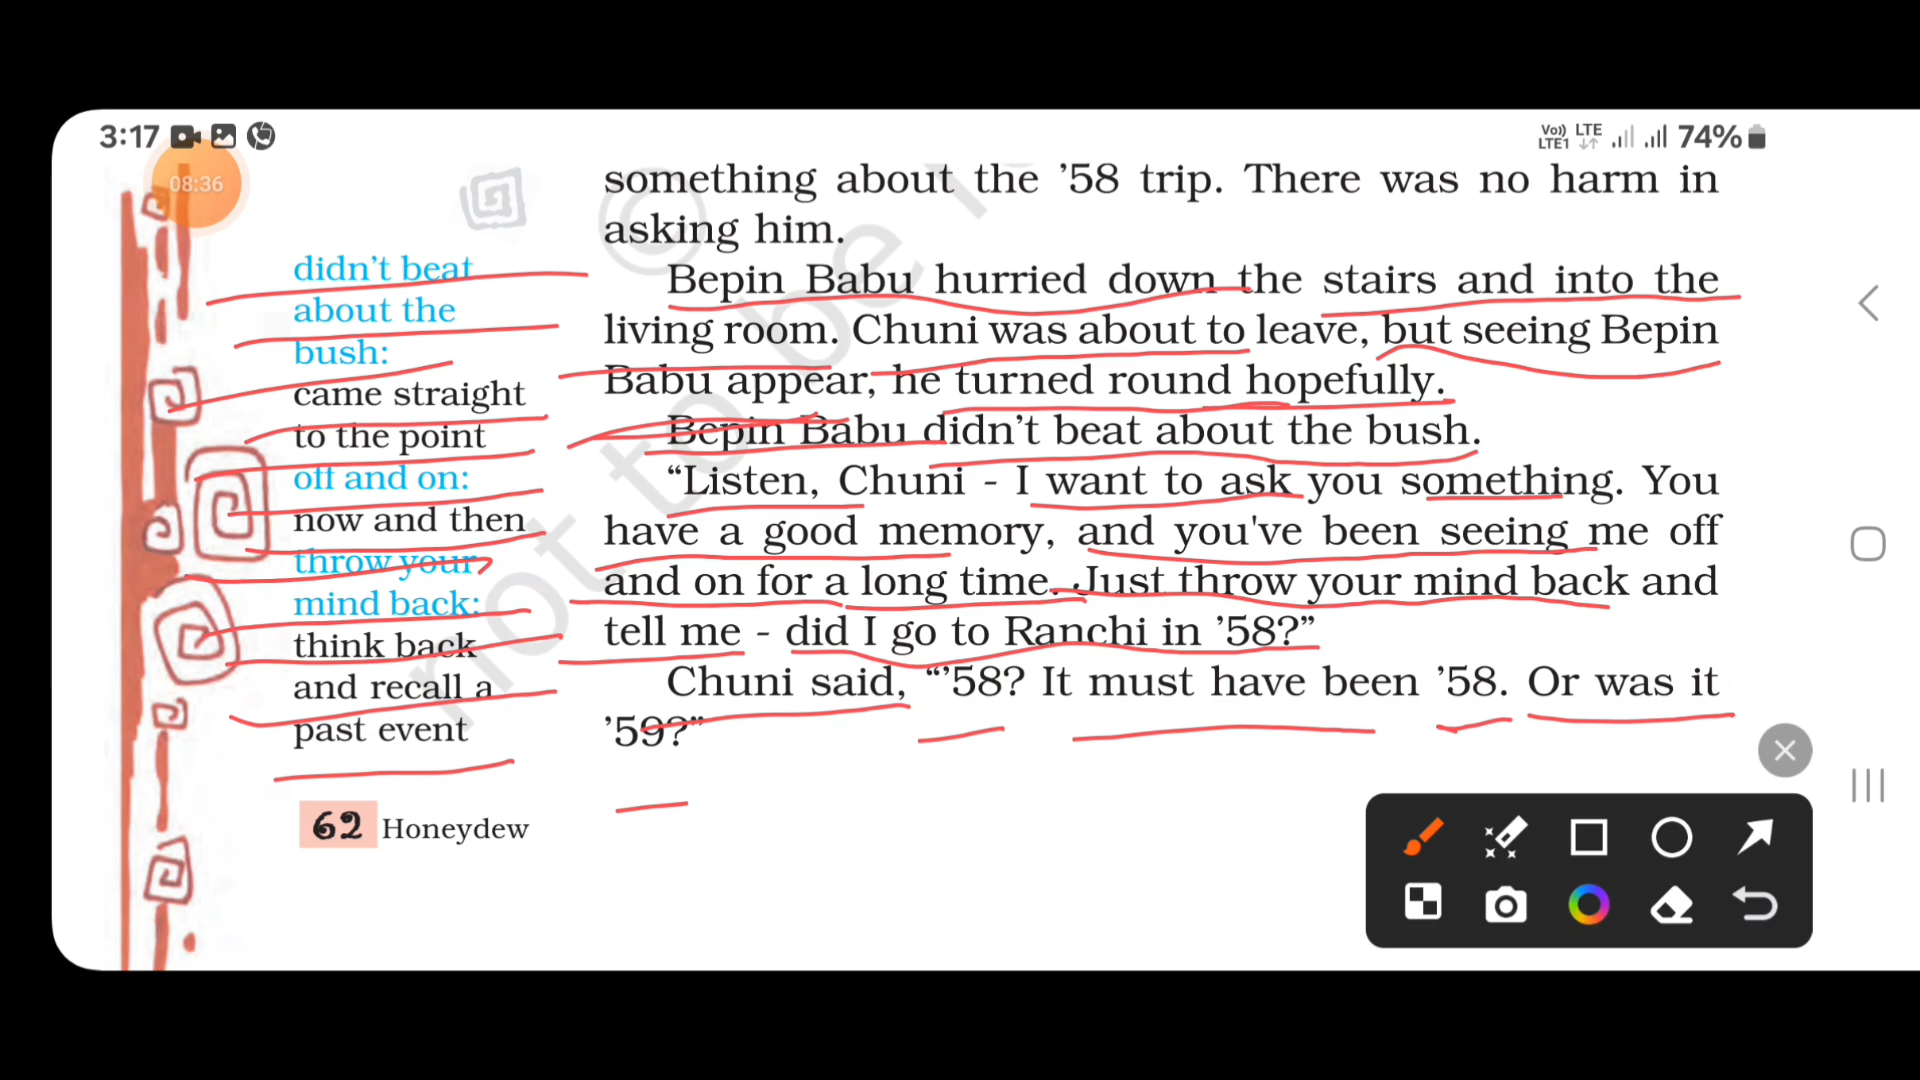 3:17
Vo)) LTE
LTE1
74%
08:36
something about the ’58 trip. There was no harm in
asking him.
Bepin Babu hurried down the stairs and into the
living room. Chuni was about to leave, but seeing Bepin
Babu appear, he turned round hopefully.
Bepin Babu didn’t beat about the bush.
“Listen, Chuni - I want to ask you something. You
have a good memory, and you've been seeing me off
and on for a long time. Just throw your mind back and
tell me - did I go to Ranchi in ’58?”
Chuni said, “’58? It must have been ’58. Or was it
’59?”
didn’t beat
about the
bush:
came straight
to the point
off and on:
now and then
throw your
mind back:
think back
and recall a
past event
©
not to be r
62 Honeydew